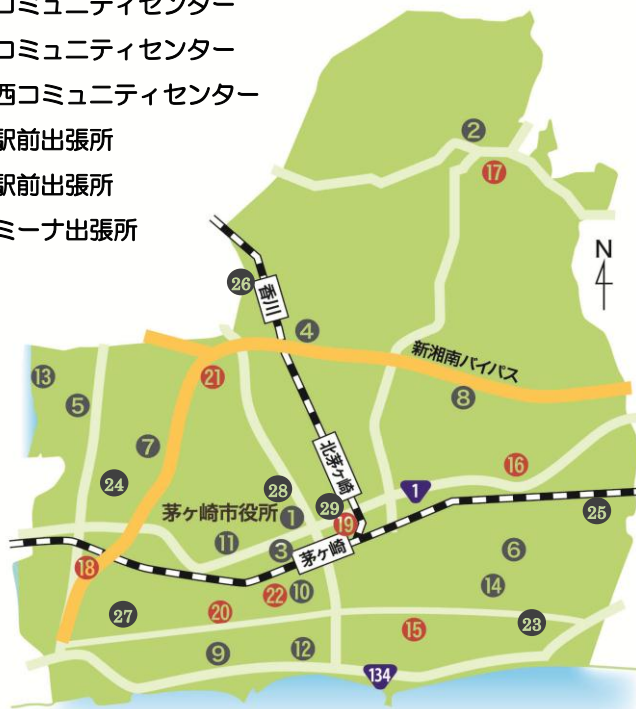 コミュニティセンター
コミュニティセンター
西コミュニティセンター
駅前出張所
駅前出張所
ミーナ出張所
②
⑰
N
26
香川
④
新湘南バイパス
⑬
⑤
21
⑧
⑦
24
北茅ヶ崎
⑯
1
28
29
茅ヶ崎市役所
①
⑲
25
⑪
③
茅ヶ崎
⑥
⑱
22
⑩
⑭
27
⑳
⑮
23
⑨
⑫
134